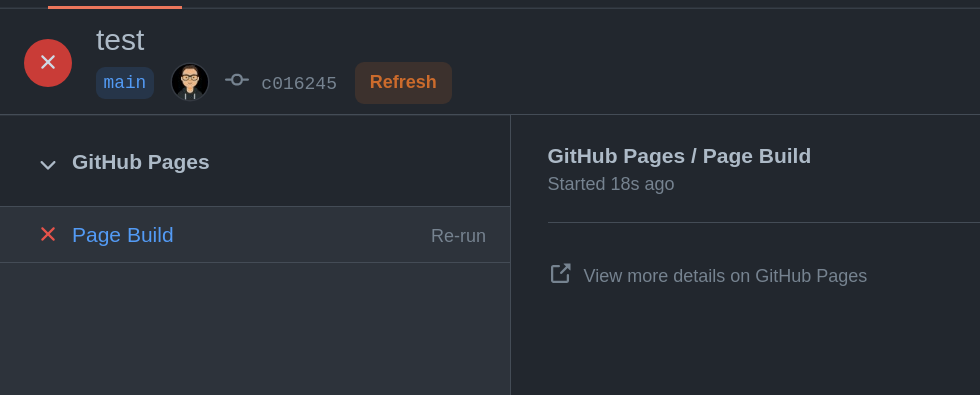 test
main c016245 Refresh
GitHub Pages
Page Build Re-run
GitHub Pages / Page Build
Started 18s ago
View more details on GitHub Pages